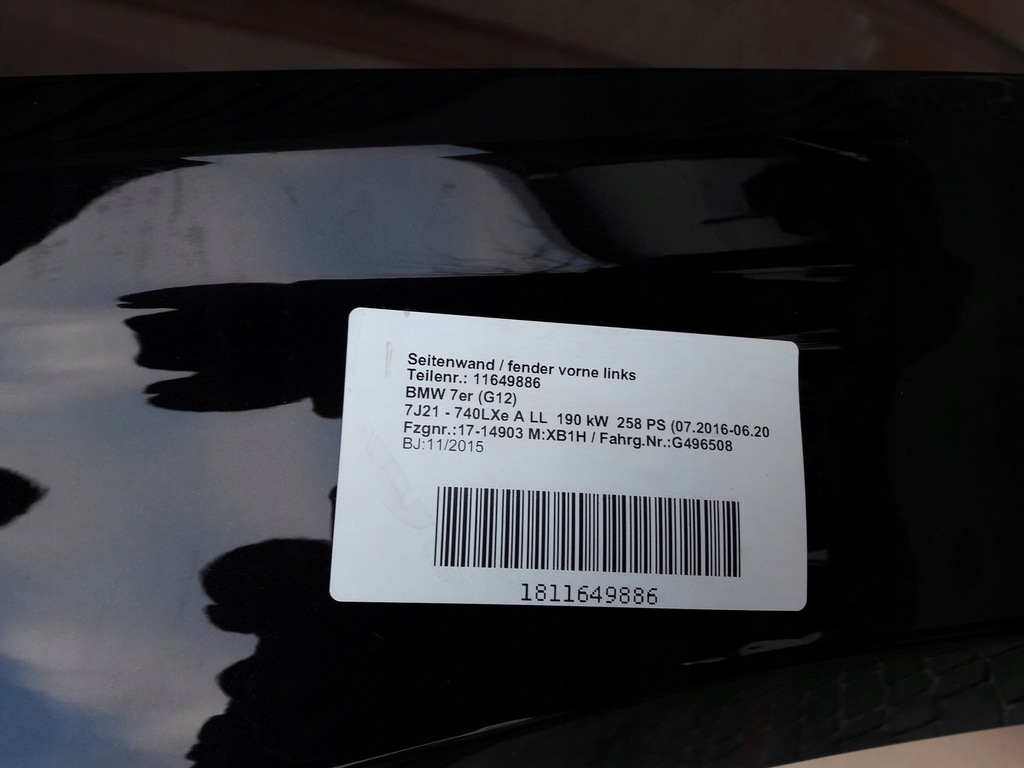 Seitenwand / fender vorne links
Teilenr.: 11649886
BMW 7er (G12)
7J21 - 740LXe A LL 190 kW 258 PS (07.2016-06.20
Fzgnr.:17-14903 M:XB1H / Fahrg.Nr.:G496508
BJ:11/2015
1811649886